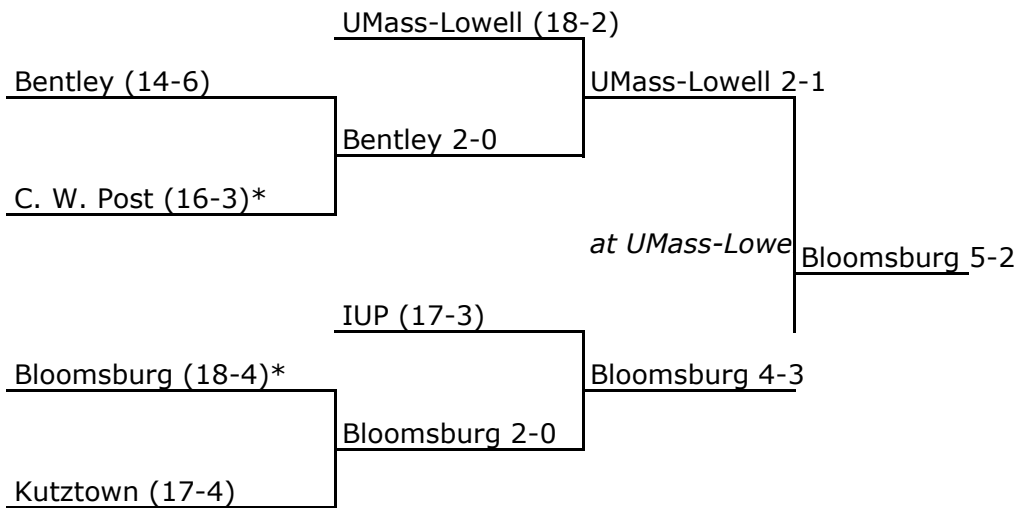 UMass-Lowell (18-2)
Bentley (14-6)
UMass-Lowell 2-1
Bentley 2-0
C. W. Post (16-3)*
at UMass-Lowe
Bloomsburg 5-2
IUP (17-3)
Bloomsburg (18-4)*
Bloomsburg 4-3
Bloomsburg 2-0
Kutztown (17-4)